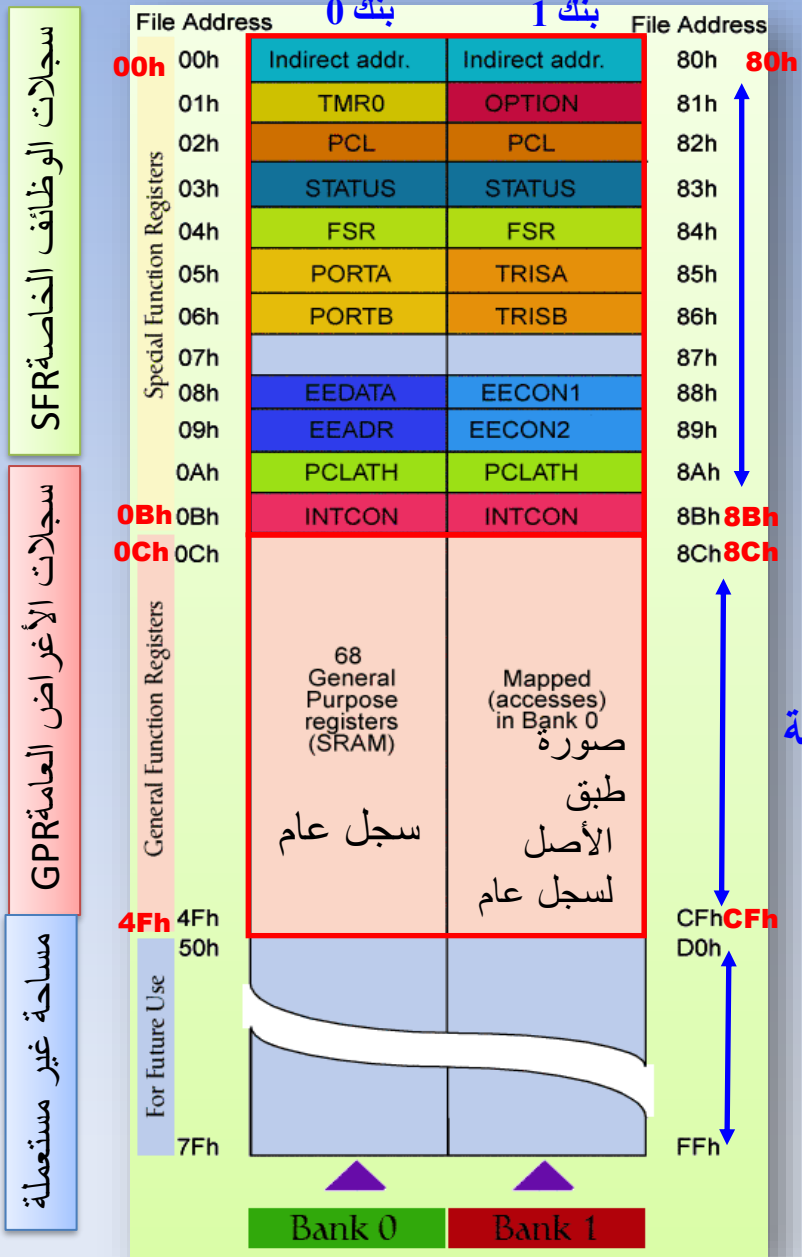 بنك 0
بنك 1
File Address
File Address
00h 00h Indirect addr. Indirect addr. 80h 80h
01h TMR0 OPTION 81h
02h PCL PCL 82h
03h STATUS STATUS 83h
04h FSR FSR 84h
05h PORTA TRISA 85h
06h PORTB TRISB 86h
07h 87h
08h EEDATA EECON1 88h
09h EEADR EECON2 89h
0Ah PCLATH PCLATH 8Ah
0Bh 0Bh INTCON INTCON 8Bh 8Bh
0Ch 0Ch 8Ch 8Ch
Special Function Registers
سجلات الوظائف الخاصة SFR
68
General
Purpose
registers
(SRAM)
سجل عام
Mapped
(accesses)
in Bank 0
صورة
طبق
الأصل
لسجل عام
General Function Registers
سجلات الأغراض العامة GPR
4Fh 4Fh CFh CFh
50h D0h
For Future Use
مساحة غير مستعملة
7Fh FFh
Bank 0 Bank 1